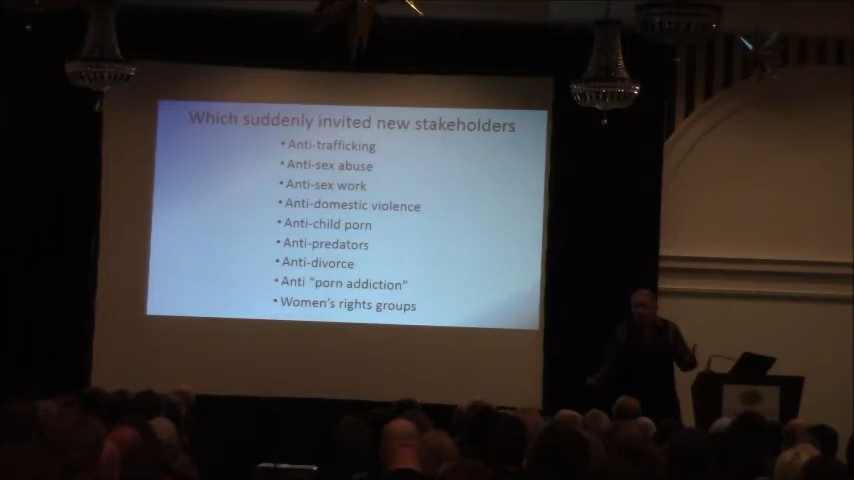 Which suddenly invited new stakeholders
• Anti-trafficking
• Anti-sex abuse
• Anti-sex work
• Anti-domestic violence
• Anti-child porn
• Anti-predators
• Anti-divorce
• Anti “porn addiction”
• Women’s rights groups